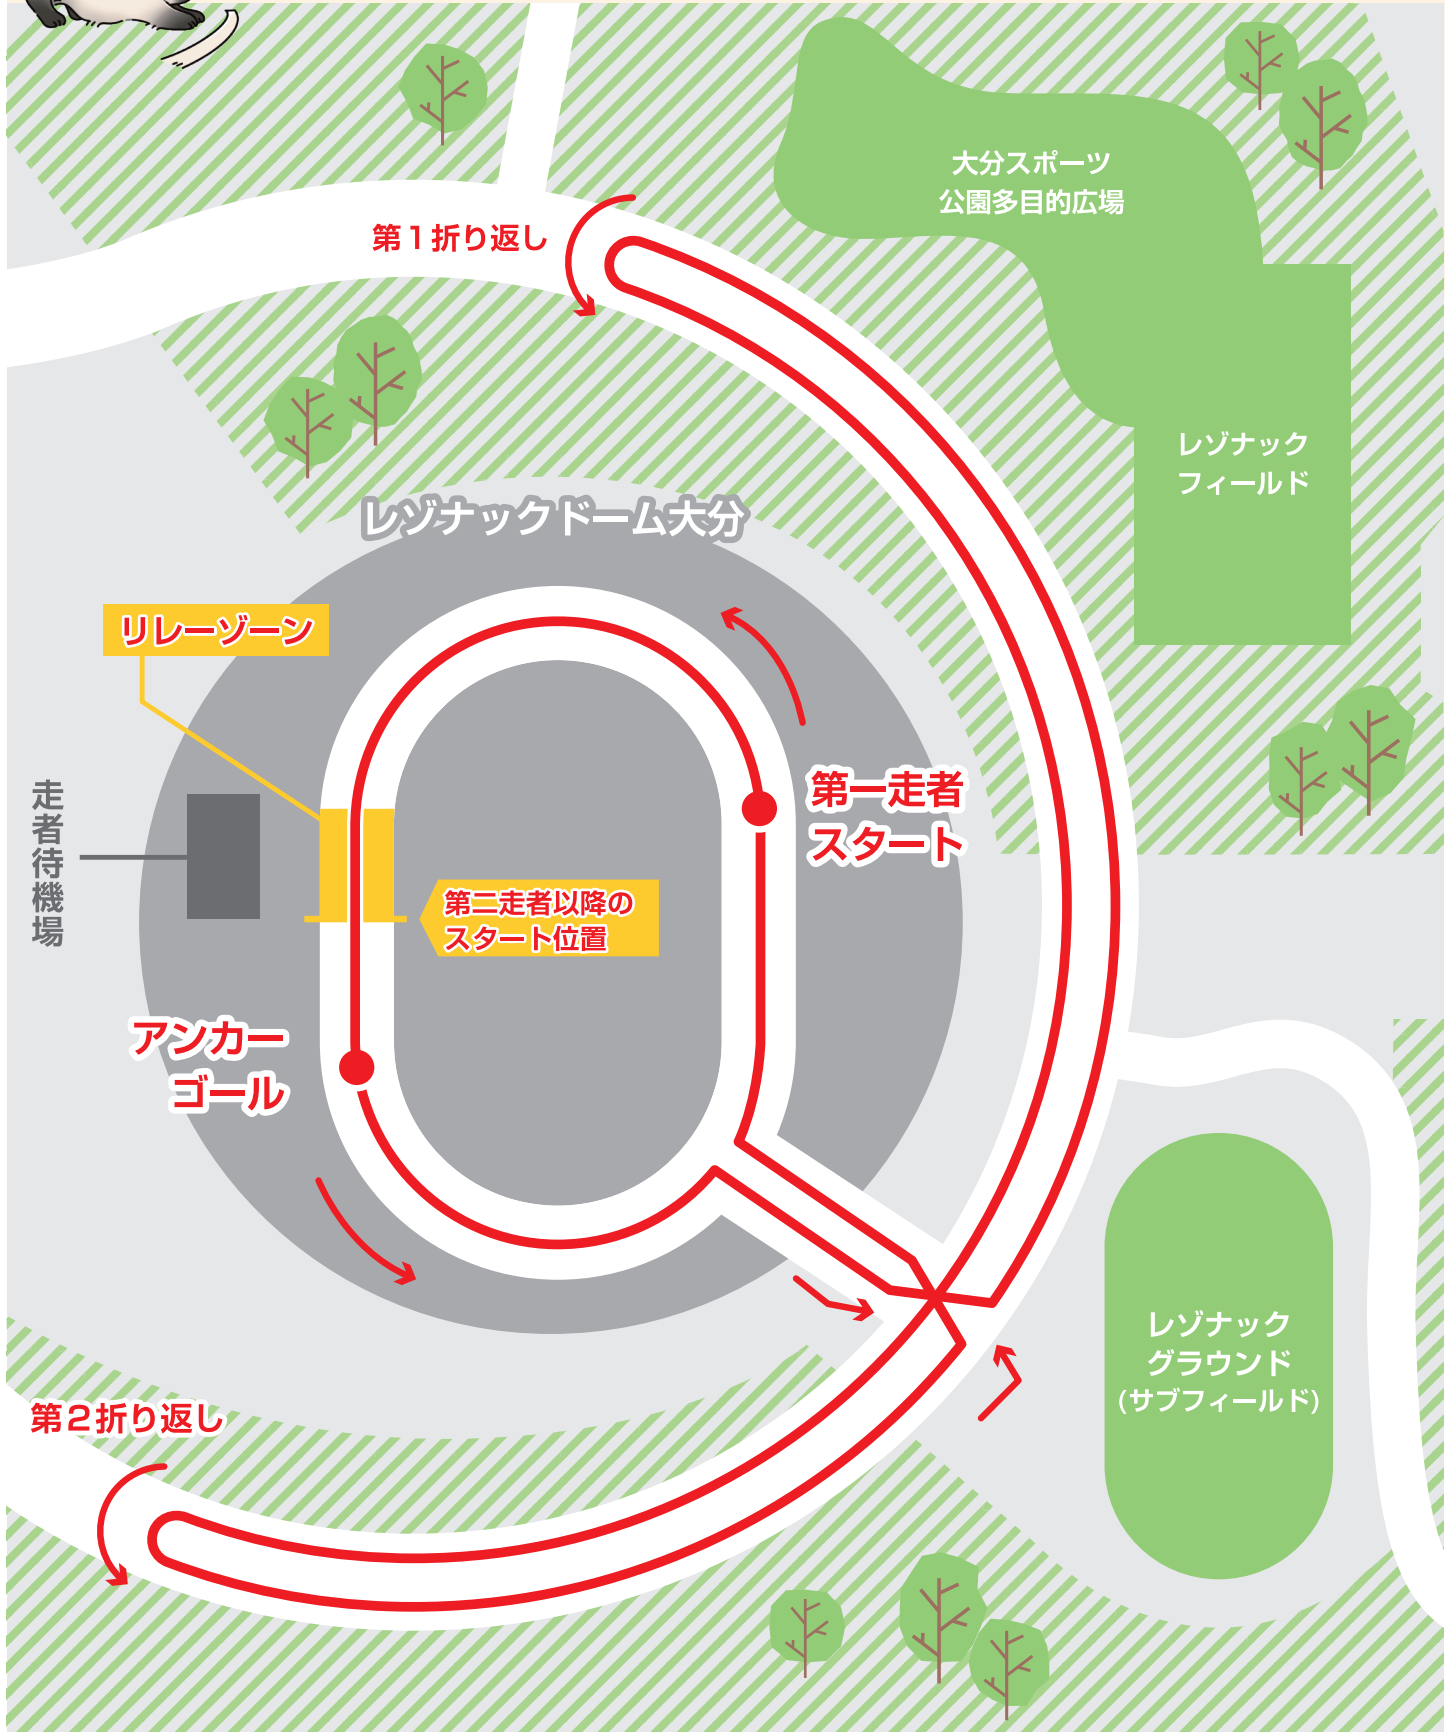 大分スポーツ
公園多目的広場
第1折り返し
レゾナック
フィールド
レゾナックドーム大分
リレーゾーン
第一走者
スタート
走者待機場
第二走者以降の
スタート位置
アンカー
ゴール
レゾナック
グラウンド
(サブフィールド)
第2折り返し